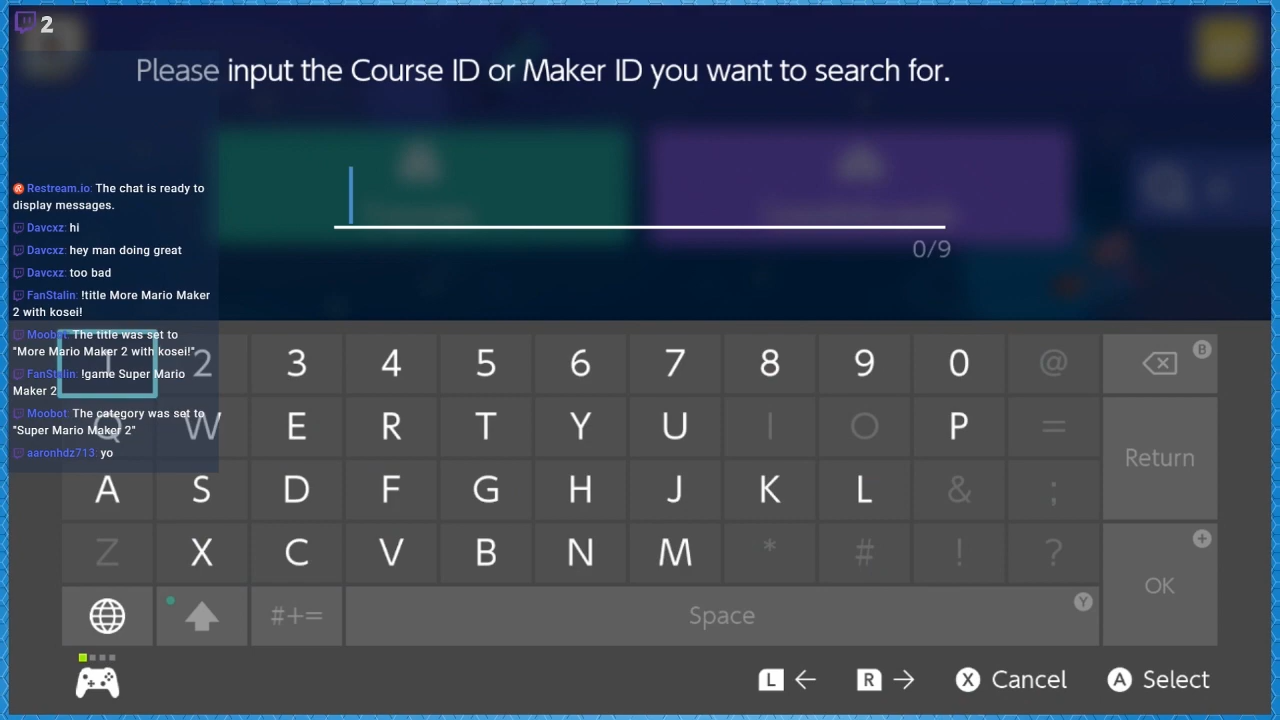 2
Please input the Course ID or Maker ID you want to search for.
0/9
Restream.io: The chat is ready to
display messages.
Davcxz: hi
Davcxz: hey man doing great
Davcxz: too bad
FanStalin: !title More Mario Maker
2 with kosei!
Moobot: The title was set to
"More Mario Maker 2 with kosei!"
FanStalin: !game Super Mario
Maker 2
Moobot: The category was set to
"Super Mario Maker 2"
aaronhdz713: yo
1 2 3 4 5 6 7 8 9 0 @ B
Q W E R T Y U I O P =
Return
A S D F G H J K L & ;
Z X C V B N M * # ! ? +
OK
#+= Space Y
L ← R → X Cancel A Select